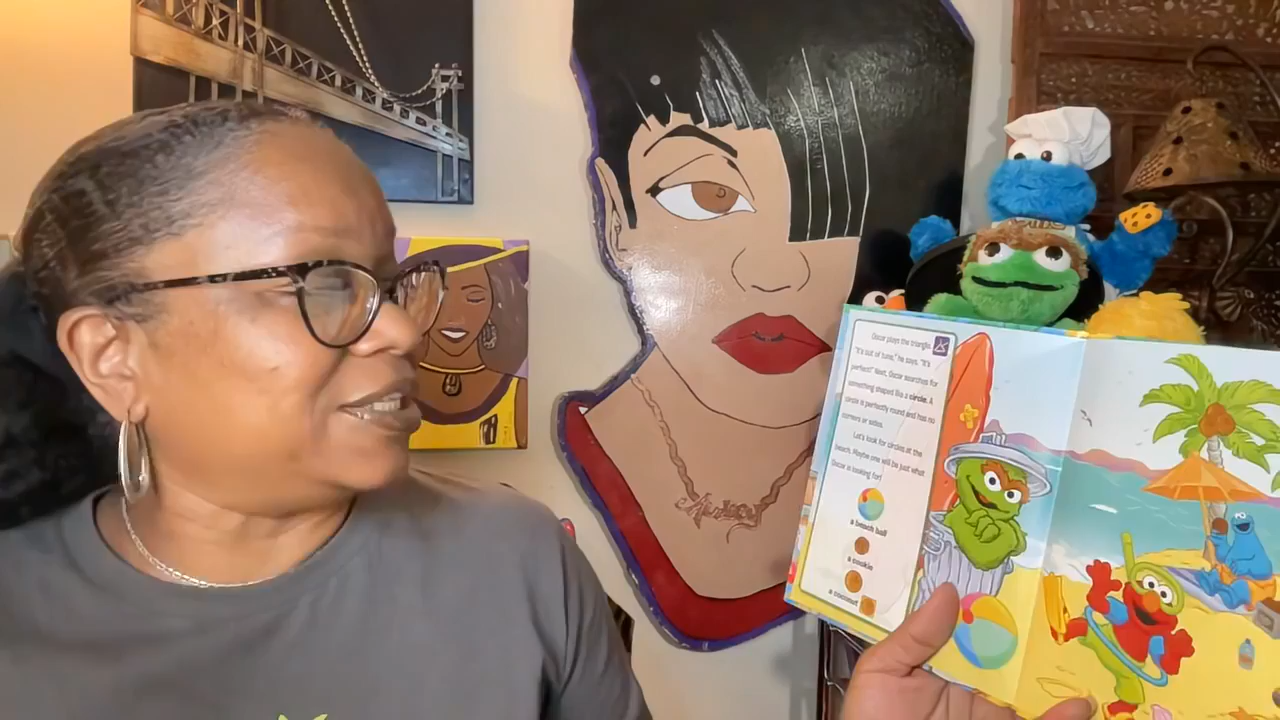 Oscar plays the triangle.
"It's out of tune," he says. "It's
perfect!" Next, Oscar searches for
something shaped like a circle. A
circle is perfectly round and has no
corners or sides.
Let's look for circles at the
beach. Maybe one will be just what
Oscar is looking for!
a beach ball
a cookie
a coconut